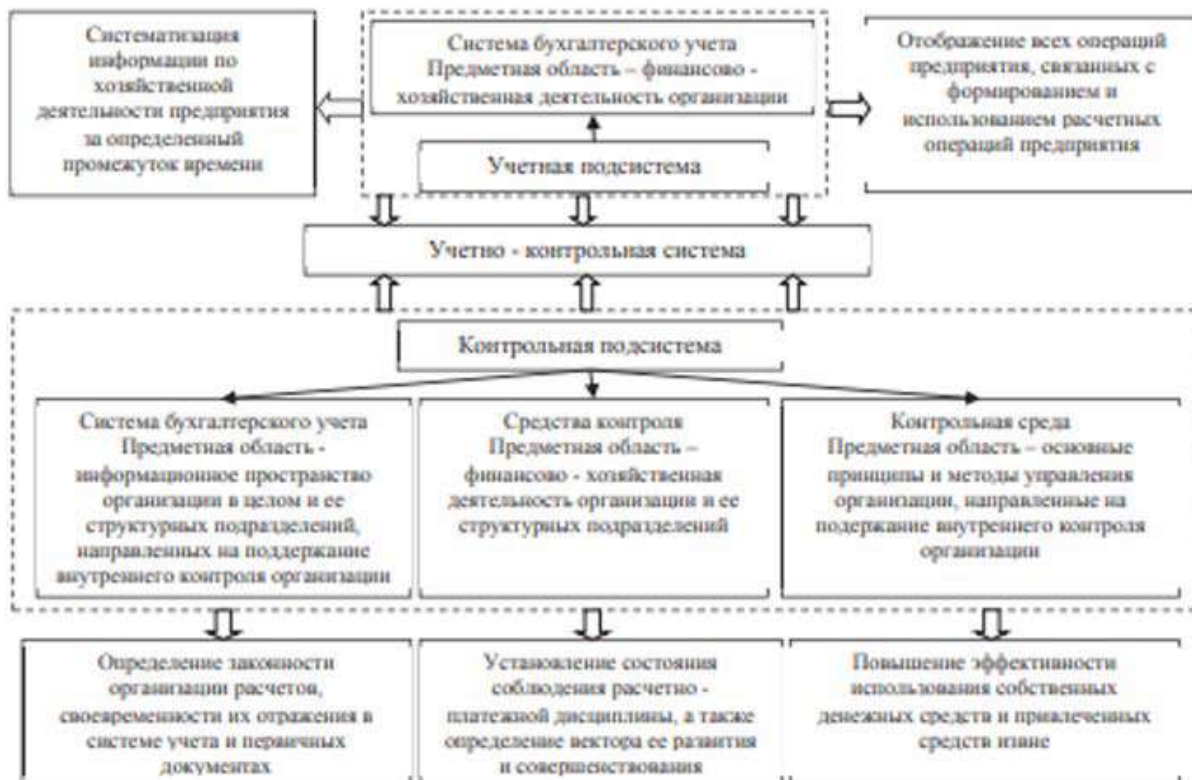 Систематизация
информации по
хозяйственной
деятельности предприятия
за определенный
промежуток времени
Система бухгалтерского учета
Предметная область – финансово -
хозяйственная деятельность организации
Учетная подсистема
Отображение всех операций
предприятия, связанных с
формированием и
использованием расчетных
операций предприятия
Учетно - контрольная система
Контрольная подсистема
Система бухгалтерского учета
Предметная область -
информационное пространство
организации в целом и ее
структурных подразделений,
направленных на поддержание
внутреннего контроля организации
Средства контроля
Предметная область –
финансово - хозяйственная
деятельность организации и ее
структурных подразделений
Контрольная среда
Предметная область – основные
принципы и методы управления
организации, направленные на
подержание внутреннего контроля
организации
Определение законности
организации расчетов,
своевременности их отражения в
системе учета и первичных
документах
Установление состояния
соблюдения расчетно -
платежной дисциплины, а также
определение вектора ее развития
и совершенствования
Повышение эффективности
использования собственных
денежных средств и привлеченных
средств извне